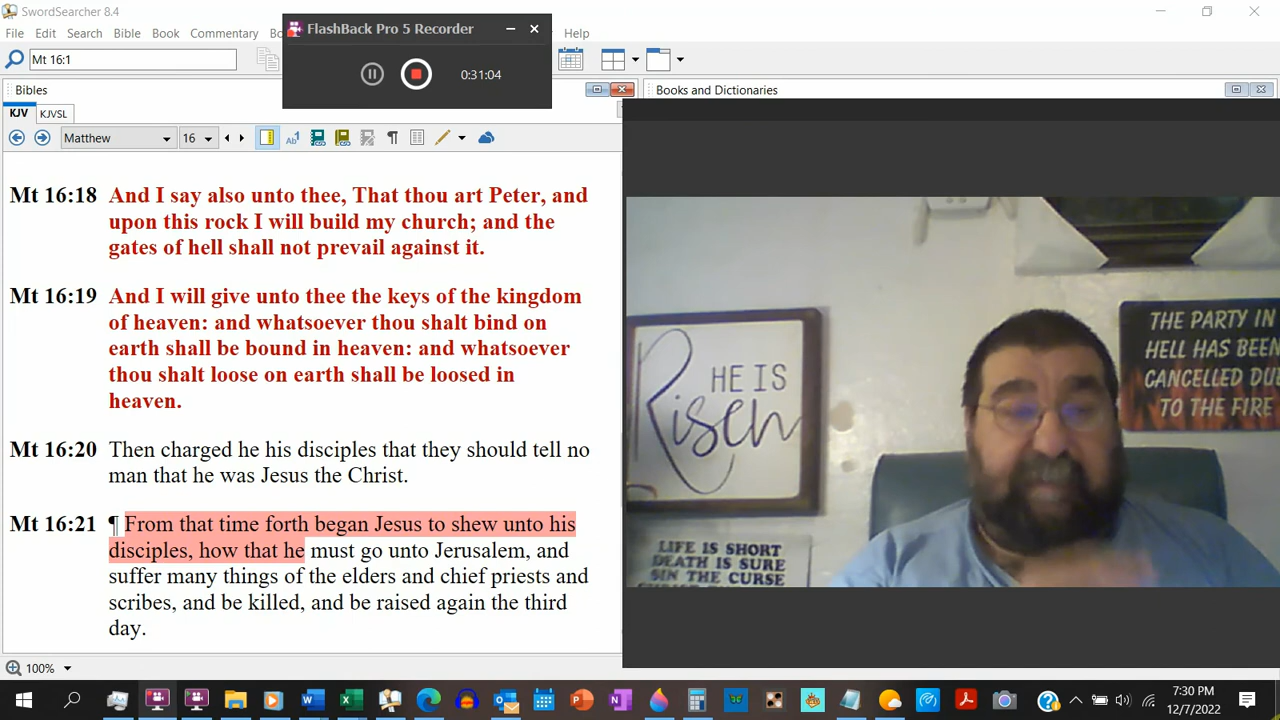 SwordSearcher 8.4
FlashBack Pro 5 Recorder
File Edit Search Bible Book Commentary Help
0:31:04
Mt 16:1
Bibles
Books and Dictionaries
KJV KJVSL
Matthew 16
Mt 16:18 And I say also unto thee, That thou art Peter, and
upon this rock I will build my church; and the
gates of hell shall not prevail against it.
Mt 16:19 And I will give unto thee the keys of the kingdom
of heaven: and whatsoever thou shalt bind on
earth shall be bound in heaven: and whatsoever
thou shalt loose on earth shall be loosed in
heaven.
Mt 16:20 Then charged he his disciples that they should tell no
man that he was Jesus the Christ.
Mt 16:21 ¶ From that time forth began Jesus to shew unto his
disciples, how that he must go unto Jerusalem, and
suffer many things of the elders and chief priests and
scribes, and be killed, and be raised again the third
day.
100%
HE IS
Risen
THE PARTY IN
HELL HAS BEEN
CANCELLED DUE
TO THE FIRE
LIFE IS SHORT
DEATH IS SURE
SIN THE CURSE
7:30 PM
12/7/2022